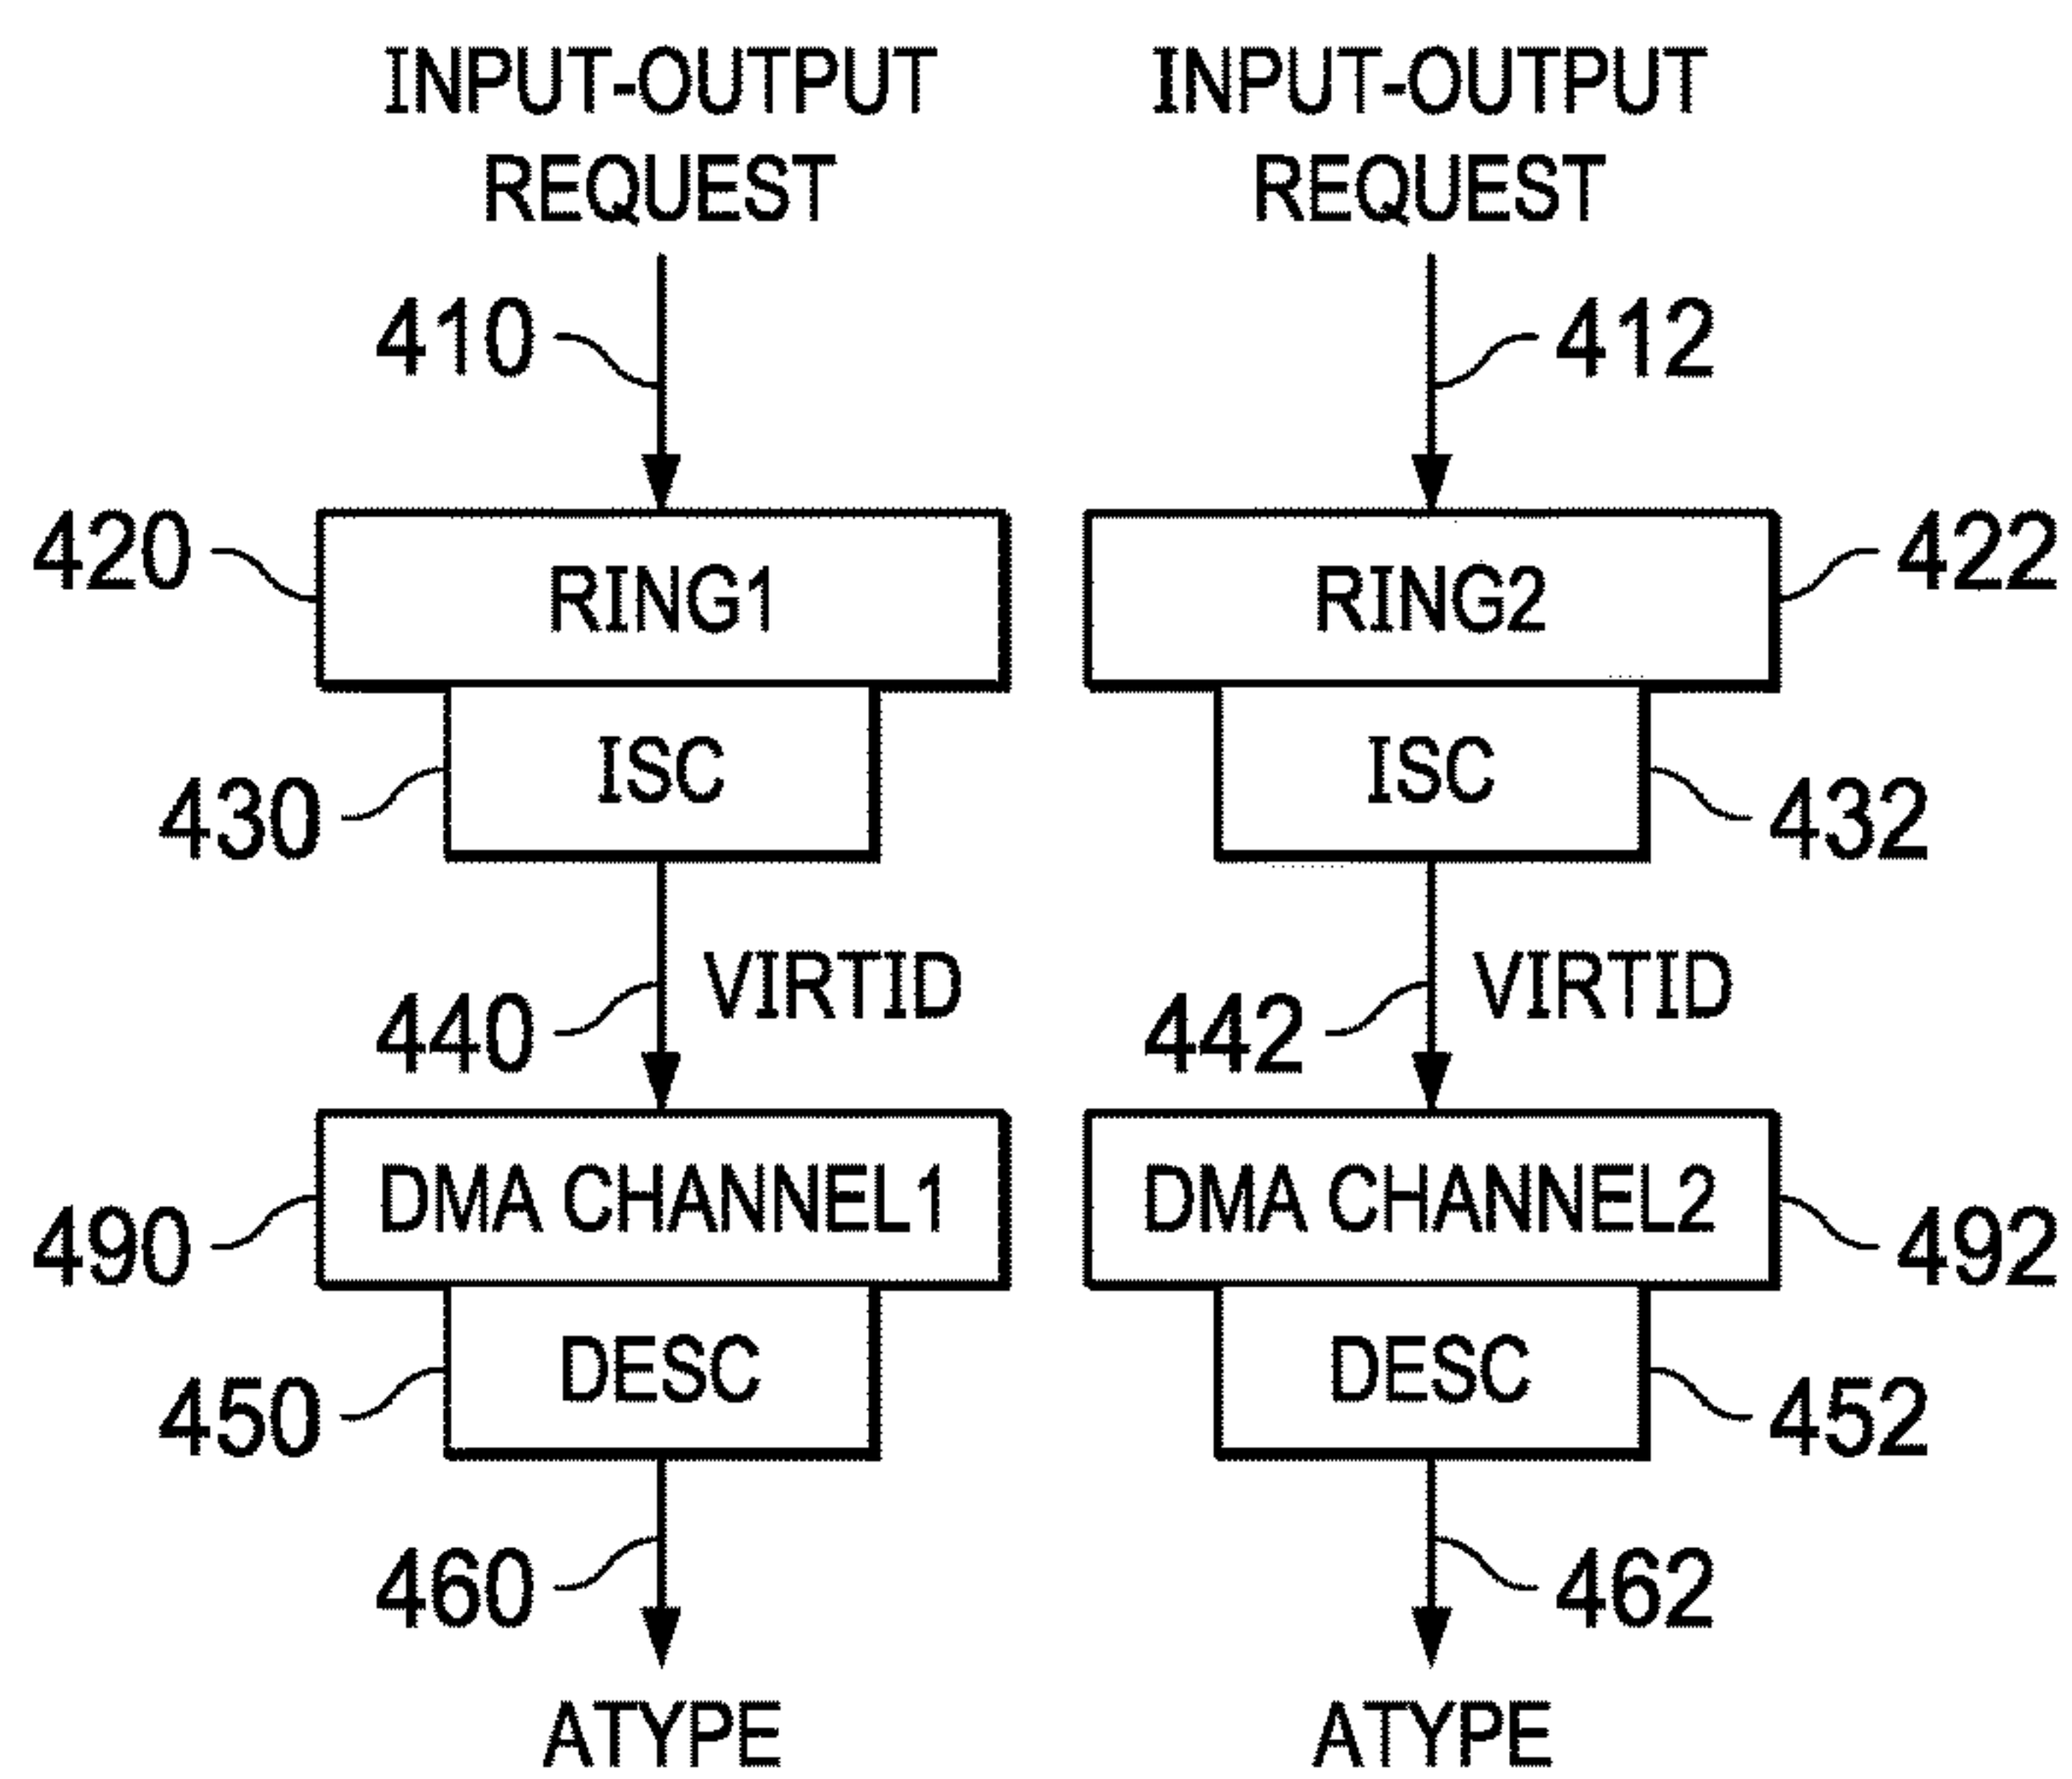 INPUT-OUTPUT INPUT-OUTPUT
REQUEST REQUEST
410 412
420 RING1 RING2 422
ISC ISC
430 432
VIRTID VIRTID
440 442
DMA CHANNEL1 DMA CHANNEL2
490 492
DESC DESC
450 452
460 462
ATYPE ATYPE